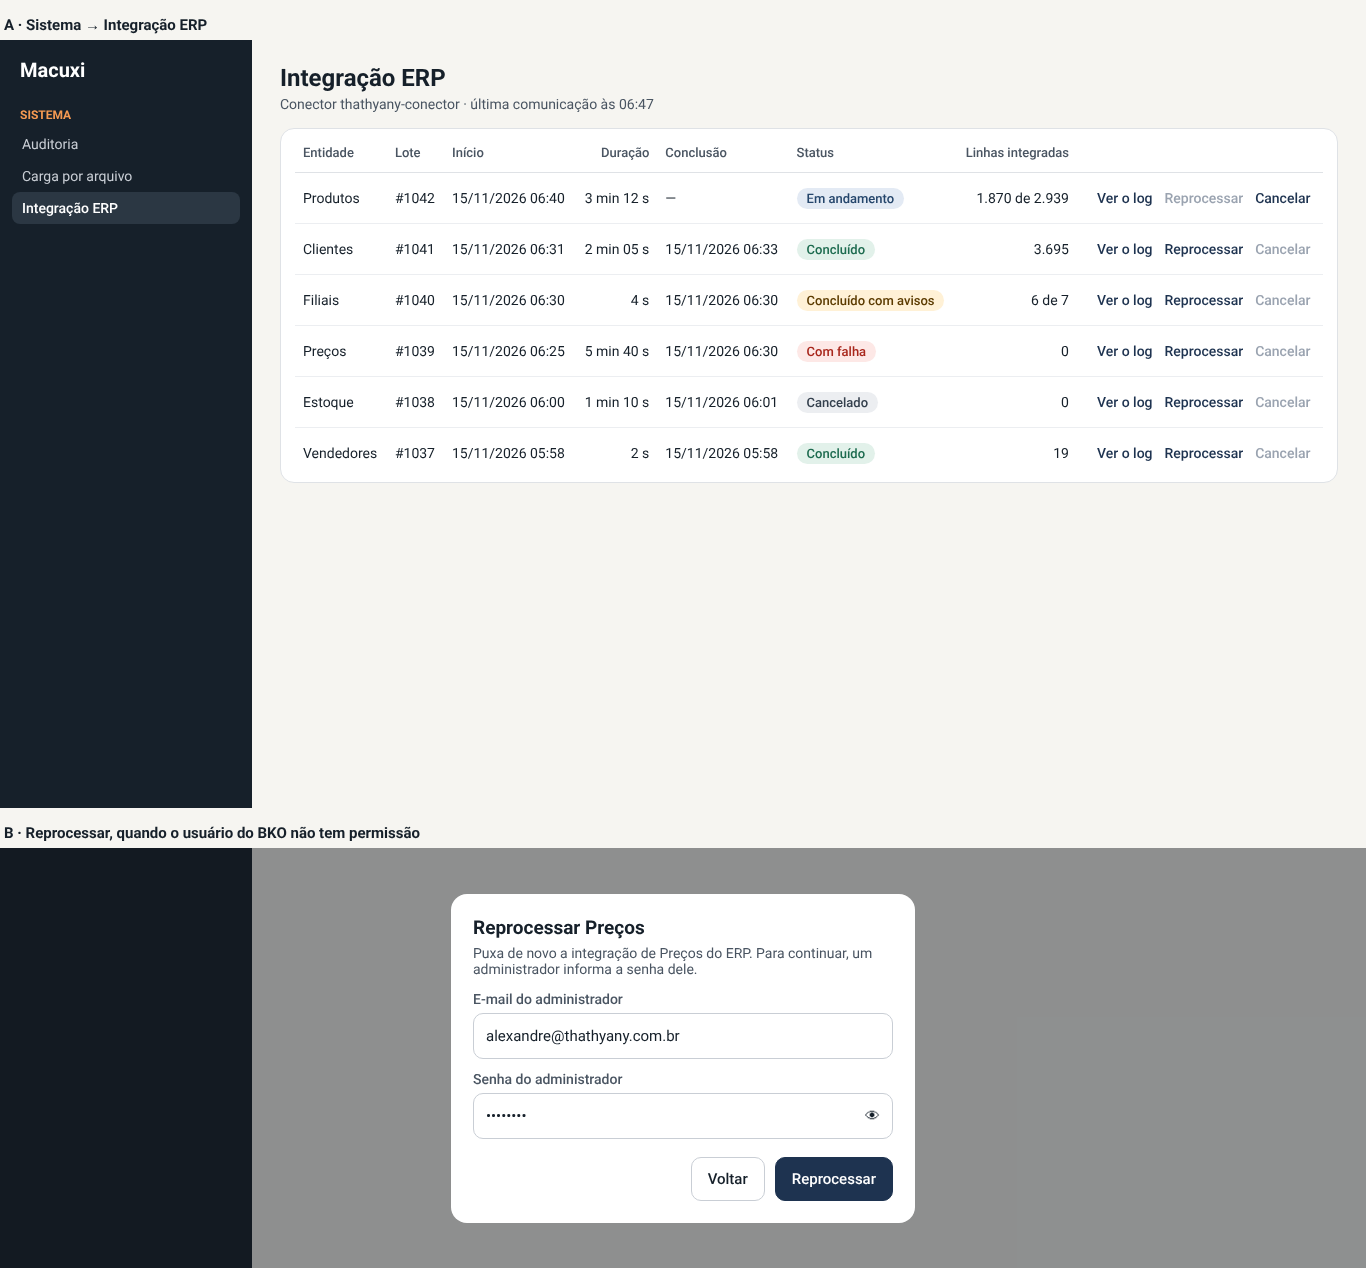 A · Sistema → Integração ERP
Macuxi
SISTEMA
Auditoria
Carga por arquivo
Integração ERP
Integração ERP
Conector thathyany-conector · última comunicação às 06:47
Entidade Lote Início Duração Conclusão Status Linhas integradas
Produtos #1042 15/11/2026 06:40 3 min 12 s — Em andamento 1.870 de 2.939 Ver o log Reprocessar Cancelar
Clientes #1041 15/11/2026 06:31 2 min 05 s 15/11/2026 06:33 Concluído 3.695 Ver o log Reprocessar Cancelar
Filiais #1040 15/11/2026 06:30 4 s 15/11/2026 06:30 Concluído com avisos 6 de 7 Ver o log Reprocessar Cancelar
Preços #1039 15/11/2026 06:25 5 min 40 s 15/11/2026 06:30 Com falha 0 Ver o log Reprocessar Cancelar
Estoque #1038 15/11/2026 06:00 1 min 10 s 15/11/2026 06:01 Cancelado 0 Ver o log Reprocessar Cancelar
Vendedores #1037 15/11/2026 05:58 2 s 15/11/2026 05:58 Concluído 19 Ver o log Reprocessar Cancelar
B · Reprocessar, quando o usuário do BKO não tem permissão
Reprocessar Preços
Puxa de novo a integração de Preços do ERP. Para continuar, um
administrador informa a senha dele.
E-mail do administrador
alexandre@thathyany.com.br
Senha do administrador
••••••••
Voltar Reprocessar